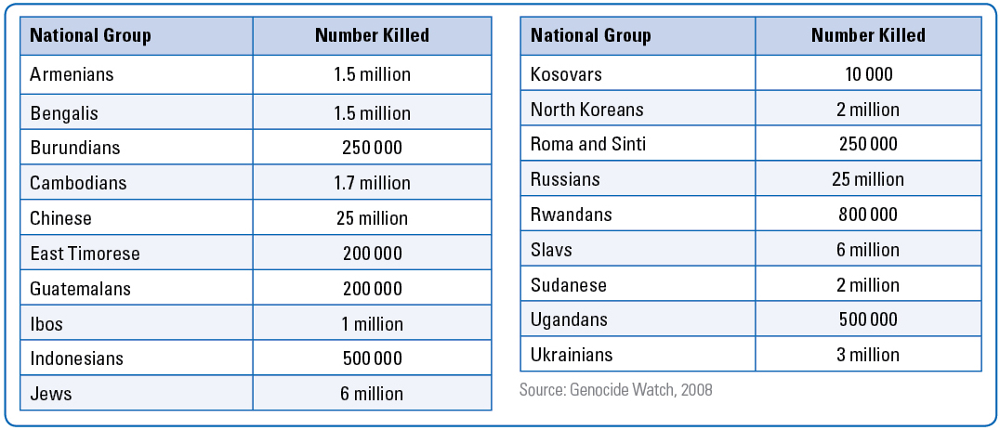 National Group Number Killed
Armenians 1.5 million
Bengalis 1.5 million
Burundians 250 000
Cambodians 1.7 million
Chinese 25 million
East Timorese 200 000
Guatemalans 200 000
Ibos 1 million
Indonesians 500 000
Jews 6 million
National Group Number Killed
Kosovars 10 000
North Koreans 2 million
Roma and Sinti 250 000
Russians 25 million
Rwandans 800 000
Slavs 6 million
Sudanese 2 million
Ugandans 500 000
Ukrainians 3 million
Source: Genocide Watch, 2008